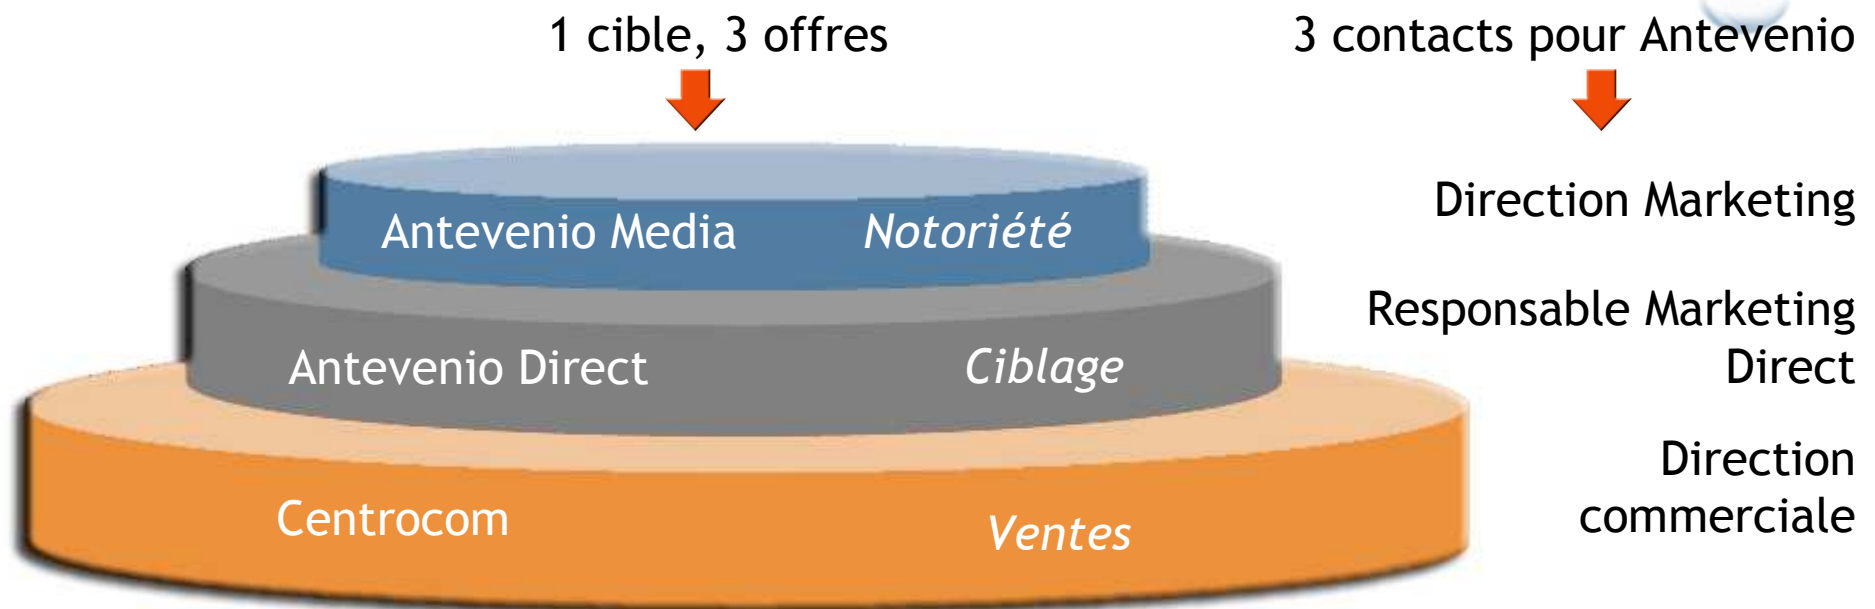 1 cible, 3 offres
3 contacts pour Antevenio
Antevenio Media Notoriété
Direction Marketing
Antevenio Direct Ciblage
Responsable Marketing
Direct
Centrocom Ventes
Direction
commerciale